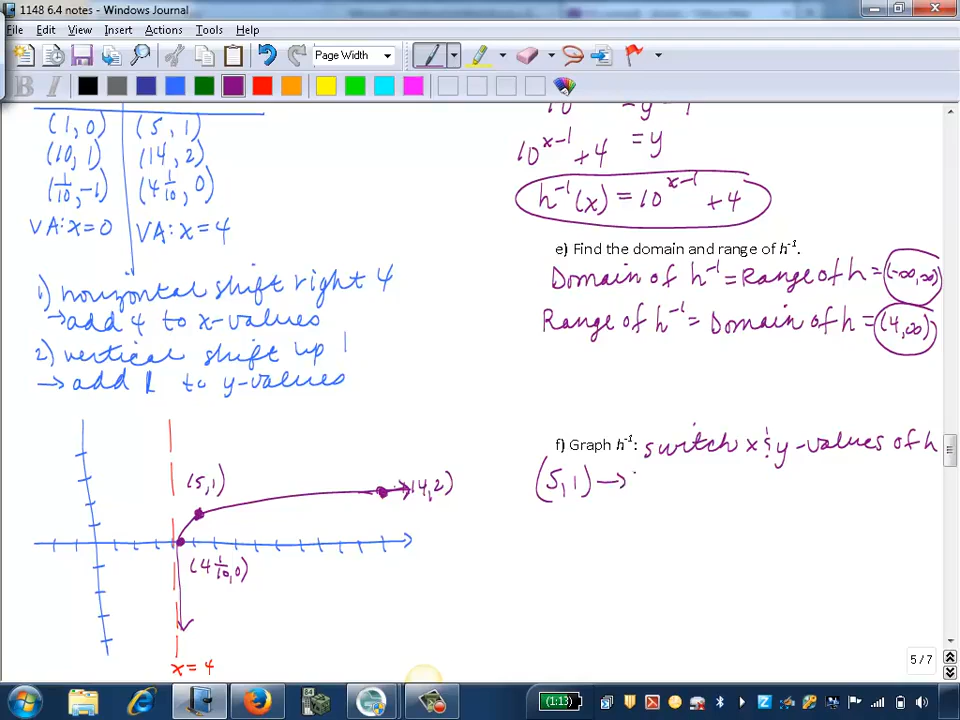 1148 6.4 notes - Windows Journal
File Edit View Insert Actions Tools Help
Page Width
B I
(1, 0) (5, 1)
(10, 1) (14, 2)
(1/10, -1) (4 1/10, 0)
VA: x = 0 VA: x = 4
1) horizontal shift right 4
→ add 4 to x-values
2) vertical shift up 1
→ add 1 to y-values
(5, 1)
(14, 2)
(4 1/10, 0)
x = 4
10^(x-1) + 4 = y
h⁻¹(x) = 10^(x-1) + 4
e) Find the domain and range of h⁻¹.
Domain of h⁻¹ = Range of h = (-∞, ∞)
Range of h⁻¹ = Domain of h = (4, ∞)
f) Graph h⁻¹: switch x & y-values of h
(5, 1) →
5 / 7
(1:13)